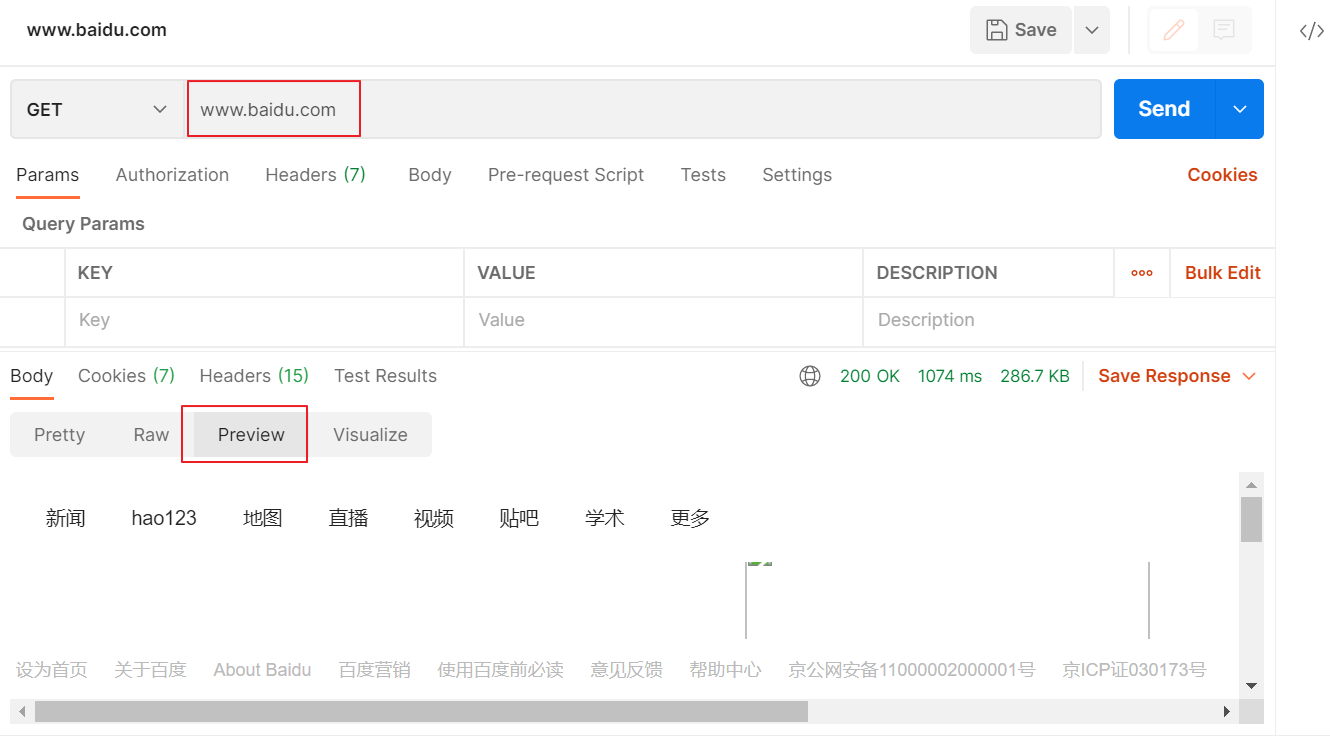 www.baidu.com Save
GET www.baidu.com Send
Params Authorization Headers (7) Body Pre-request Script Tests Settings Cookies
Query Params
KEY VALUE DESCRIPTION Bulk Edit
Key Value Description
Body Cookies (7) Headers (15) Test Results 200 OK 1074 ms 286.7 KB Save Response
Pretty Raw Preview Visualize
新闻 hao123 地图 直播 视频 贴吧 学术 更多
设为首页 关于百度 About Baidu 百度营销 使用百度前必读 意见反馈 帮助中心 京公网安备11000002000001号 京ICP证030173号